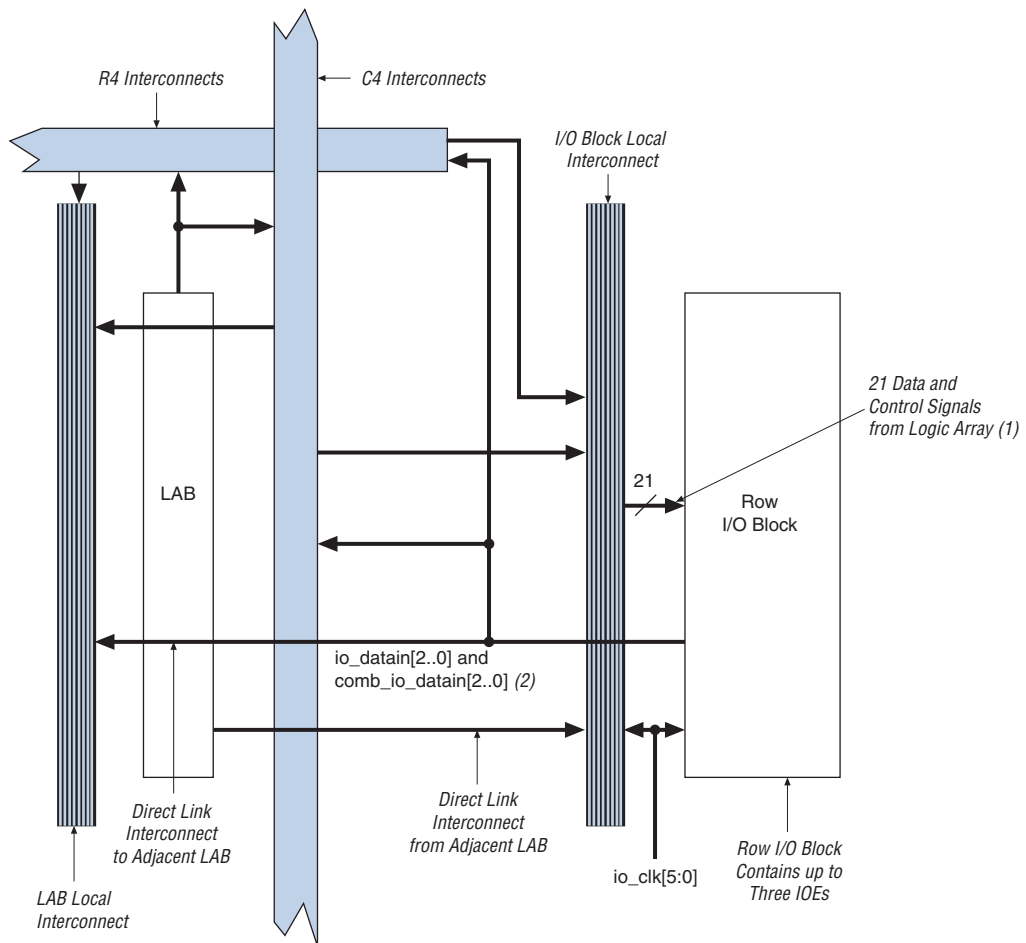 R4 Interconnects
C4 Interconnects
I/O Block Local
Interconnect
21 Data and
Control Signals
from Logic Array (1)
21
LAB
Row
I/O Block
io_datain[2..0] and
comb_io_datain[2..0] (2)
Direct Link
Interconnect
to Adjacent LAB
Direct Link
Interconnect
from Adjacent LAB
io_clk[5:0]
Row I/O Block
Contains up to
Three IOEs
LAB Local
Interconnect